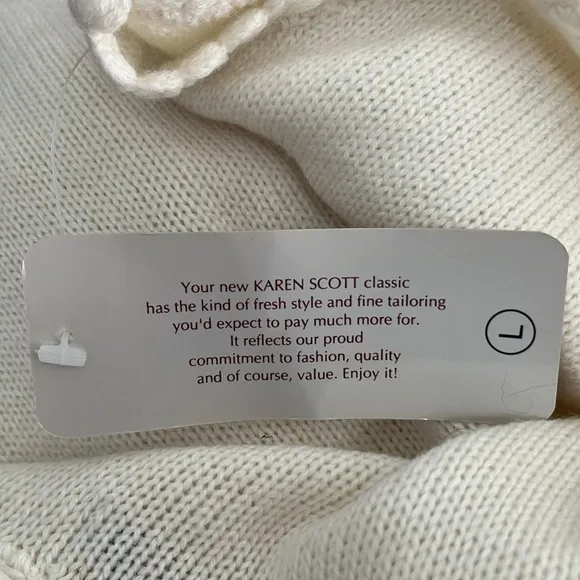 Your new KAREN SCOTT classic
has the kind of fresh style and fine tailoring
you'd expect to pay much more for.
It reflects our proud
commitment to fashion, quality
and of course, value. Enjoy it!
L